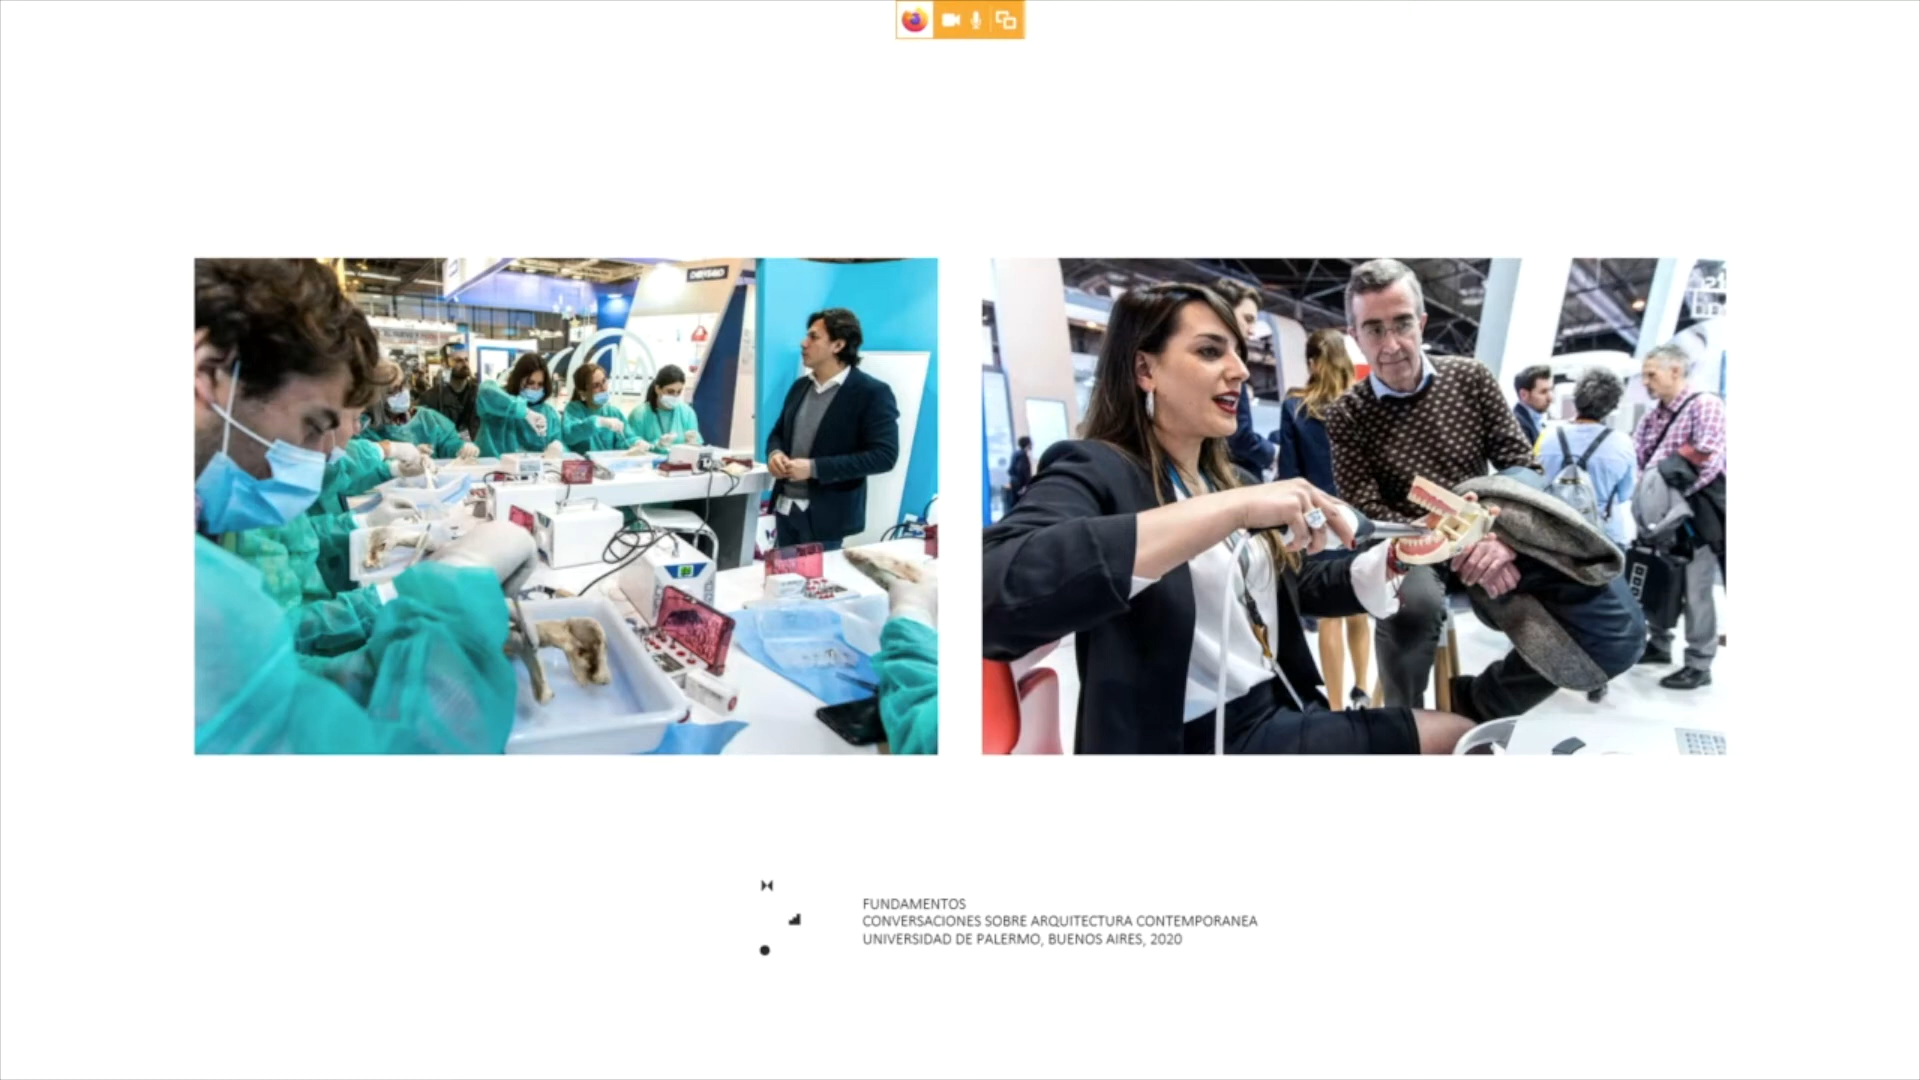 FUNDAMENTOS
CONVERSACIONES SOBRE ARQUITECTURA CONTEMPORANEA
UNIVERSIDAD DE PALERMO, BUENOS AIRES, 2020